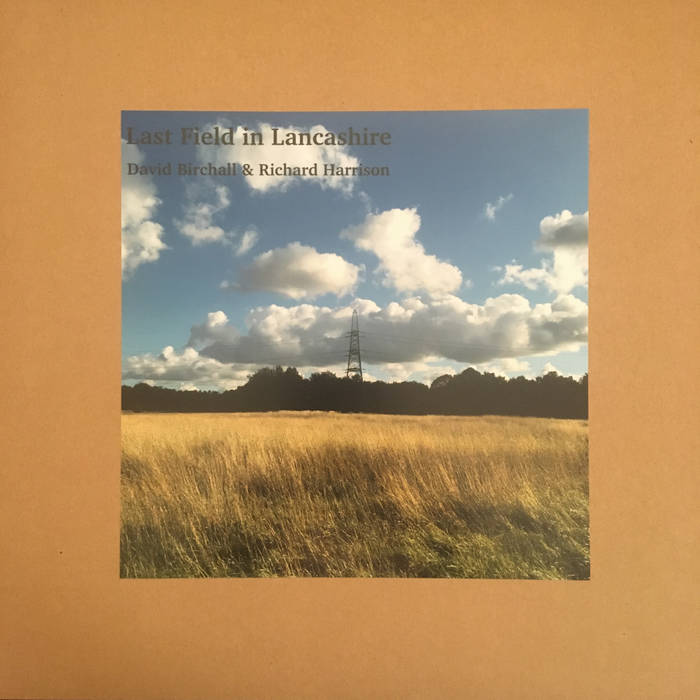 Last Field in Lancashire
David Birchall & Richard Harrison